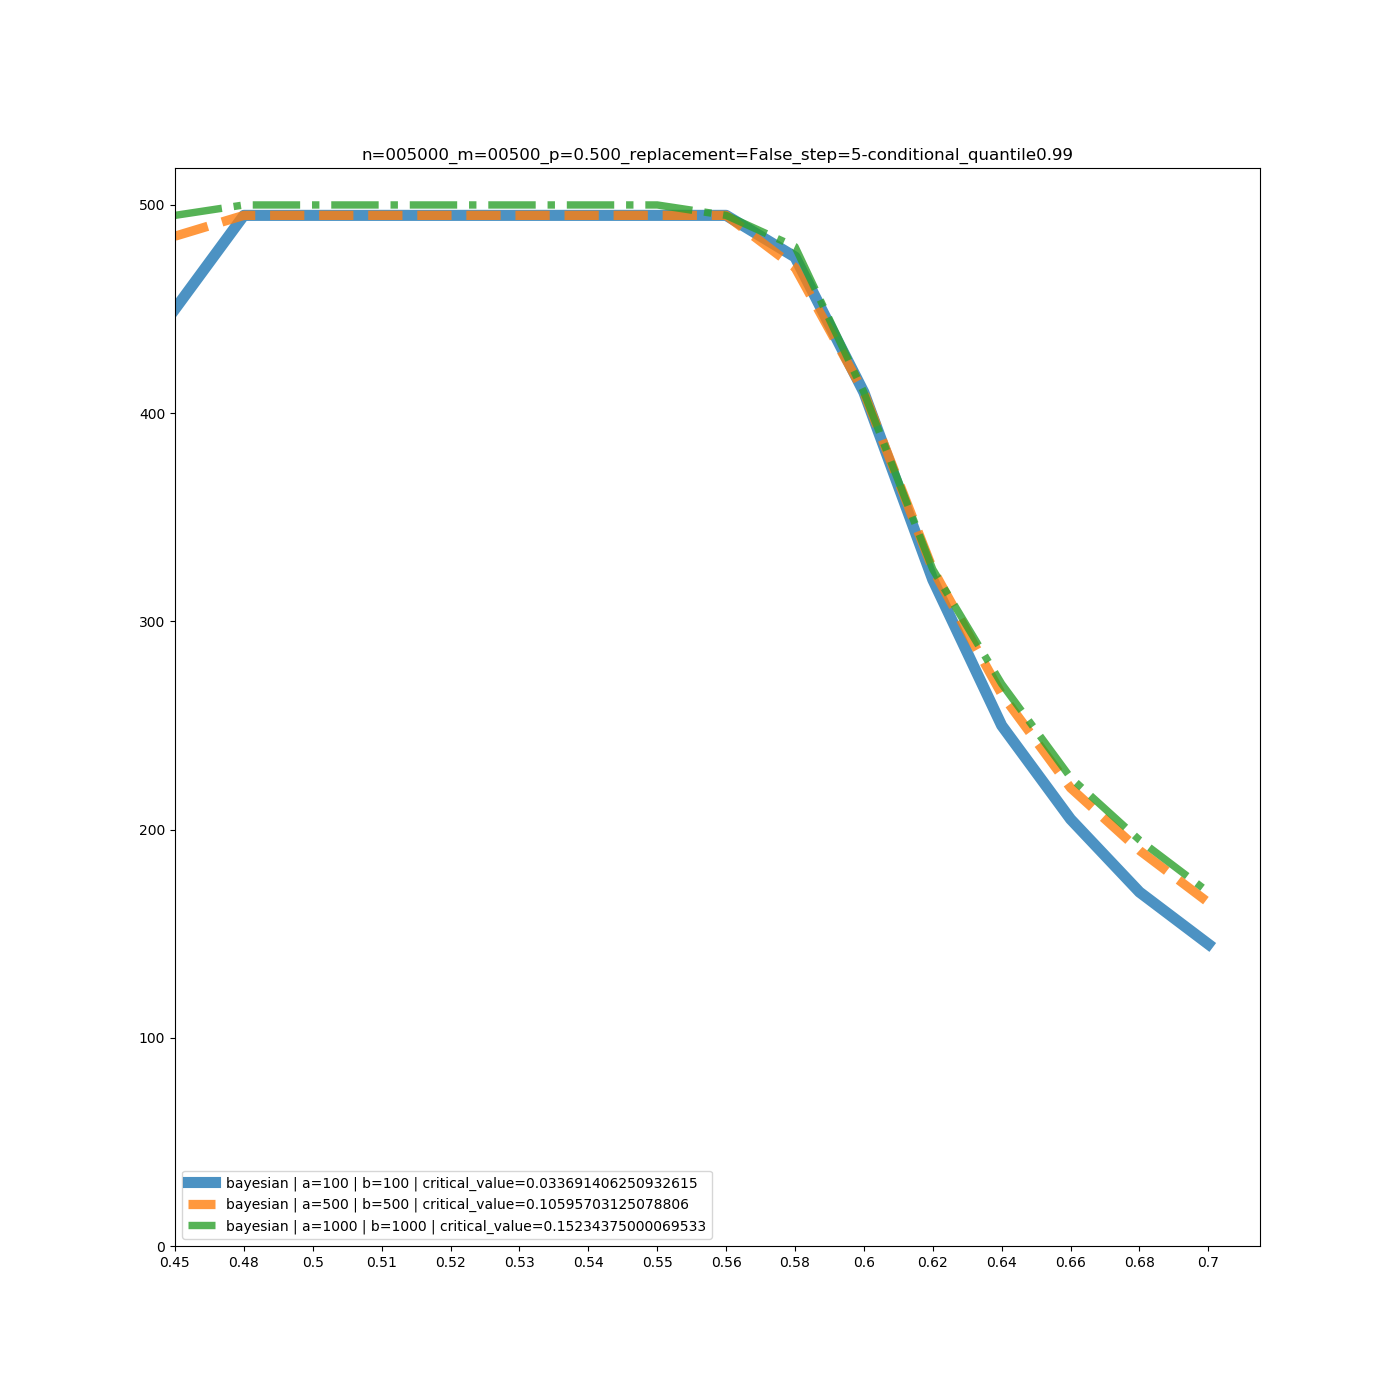 n=005000_m=00500_p=0.500_replacement=False_step=5-conditional_quantile0.99
500
400
300
200
100
0
bayesian | a=100 | b=100 | critical_value=0.033691406250932615
bayesian | a=500 | b=500 | critical_value=0.10595703125078806
bayesian | a=1000 | b=1000 | critical_value=0.15234375000069533
0.45 0.48 0.5 0.51 0.52 0.53 0.54 0.55 0.56 0.58 0.6 0.62 0.64 0.66 0.68 0.7